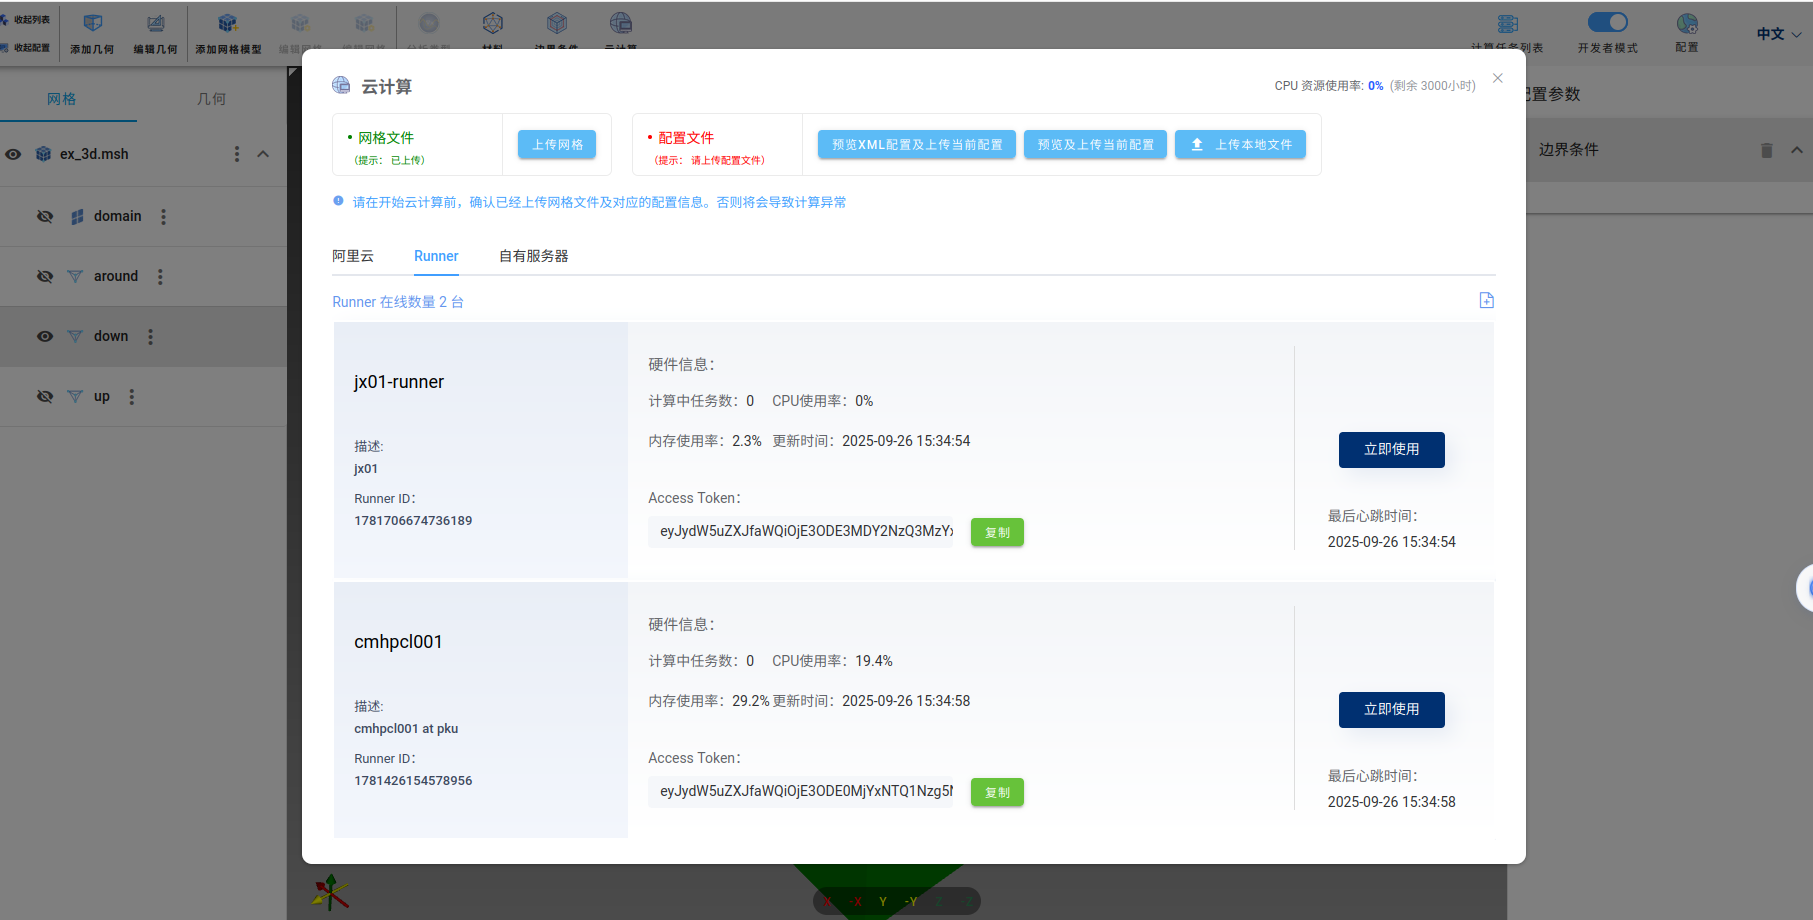 收起列表
收起配置
添加几何
编辑几何
添加网格模型
编辑网格
编辑网格
分析类型
材料
边界条件
云计算
计算任务列表
开发者模式
配置
中文
网格
几何
ex_3d.msh
domain
around
down
up
配置参数
边界条件
云计算
CPU 资源使用率: 0% (剩余 3000小时)
• 网格文件
(提示： 已上传)
上传网格
• 配置文件
(提示： 请上传配置文件)
预览XML配置及上传当前配置
预览及上传当前配置
上传本地文件
请在开始云计算前，确认已经上传网格文件及对应的配置信息。否则将会导致计算异常
阿里云
Runner
自有服务器
Runner 在线数量 2 台
jx01-runner
描述:
jx01
Runner ID：
1781706674736189
硬件信息：
计算中任务数：0 CPU使用率：0%
内存使用率：2.3% 更新时间：2025-09-26 15:34:54
Access Token：
eyJydW5uZXJfaWQiOjE3ODE3MDY2NzQ3MzYx
复制
立即使用
最后心跳时间：
2025-09-26 15:34:54
cmhpcl001
描述:
cmhpcl001 at pku
Runner ID：
1781426154578956
硬件信息：
计算中任务数：0 CPU使用率：19.4%
内存使用率：29.2% 更新时间：2025-09-26 15:34:58
Access Token：
eyJydW5uZXJfaWQiOjE3ODE0MjYxNTQ1Nzg5
复制
立即使用
最后心跳时间：
2025-09-26 15:34:58
X -X Y -Y Z -Z